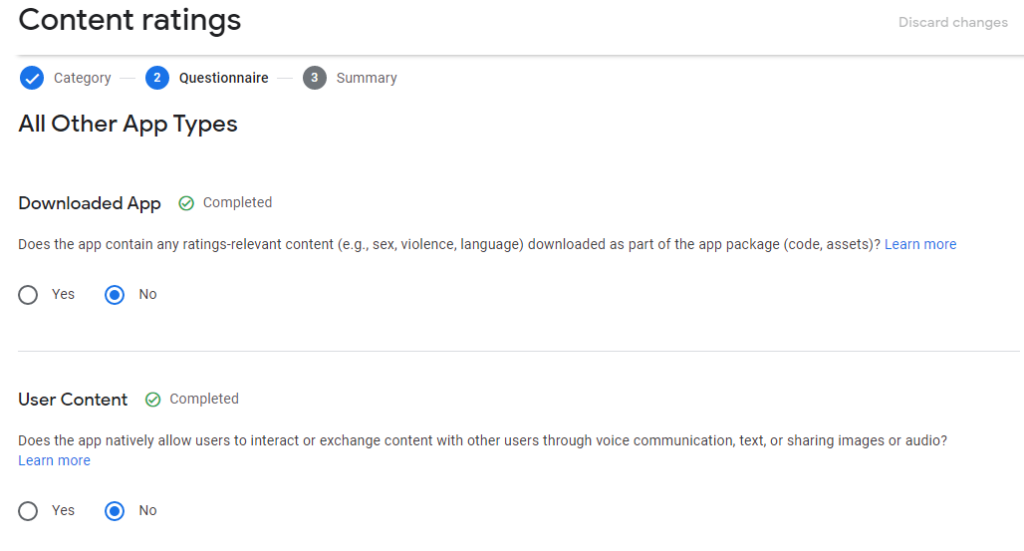 Content ratings
Discard changes
Category
2 Questionnaire
3 Summary
All Other App Types
Downloaded App Completed
Does the app contain any ratings-relevant content (e.g., sex, violence, language) downloaded as part of the app package (code, assets)? Learn more
Yes No
User Content Completed
Does the app natively allow users to interact or exchange content with other users through voice communication, text, or sharing images or audio?
Learn more
Yes No